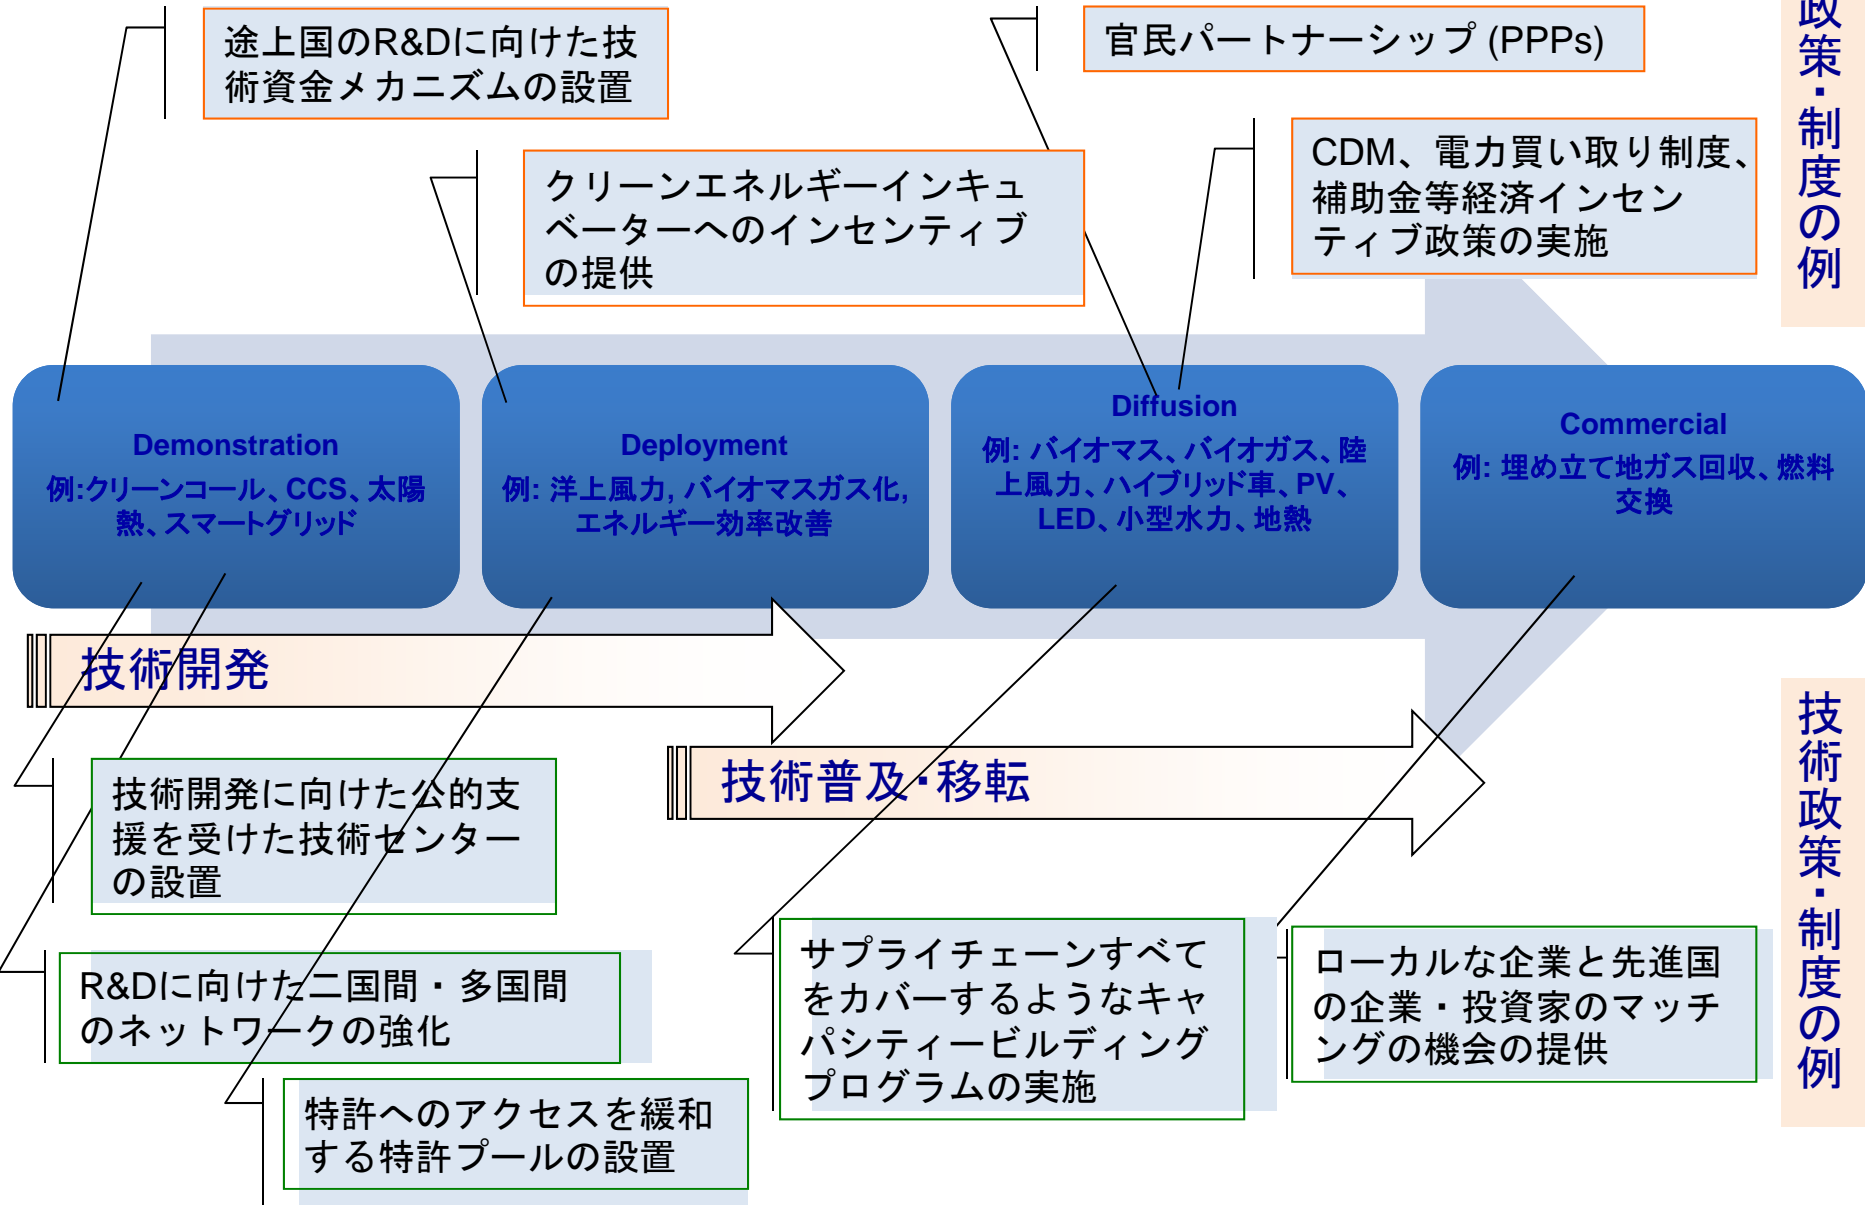 途上国のR&Dに向けた技
術資金メカニズムの設置
官民パートナーシップ (PPPs)
クリーンエネルギーインキュ
ベーターへのインセンティブ
の提供
CDM、電力買い取り制度、
補助金等経済インセン
ティブ政策の実施
政策・制度の例
Demonstration
例:クリーンコール、CCS、太陽
熱、スマートグリッド
Deployment
例: 洋上風力, バイオマスガス化,
エネルギー効率改善
Diffusion
例: バイオマス、バイオガス、陸
上風力、ハイブリッド車、PV、
LED、小型水力、地熱
Commercial
例: 埋め立て地ガス回収、燃料
交換
技術開発
技術普及・移転
技術開発に向けた公的支
援を受けた技術センター
の設置
R&Dに向けた二国間・多国間
のネットワークの強化
特許へのアクセスを緩和
する特許プールの設置
サプライチェーンすべて
をカバーするようなキャ
パシティービルディング
プログラムの実施
ローカルな企業と先進国
の企業・投資家のマッチ
ングの機会の提供
技術政策・制度の例